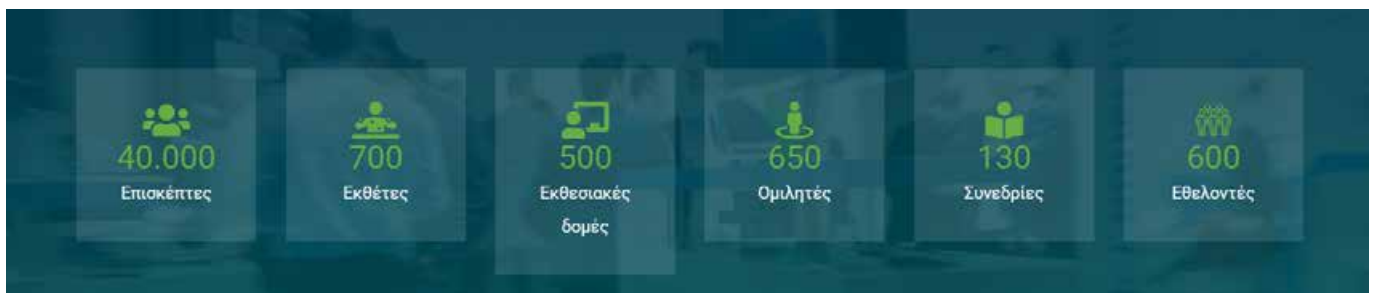 40.000
Επισκέπτες
700
Εκθέτες
500
Εκθεσιακές
δομές
650
Ομιλητές
130
Συνεδρίες
600
Εθελοντές